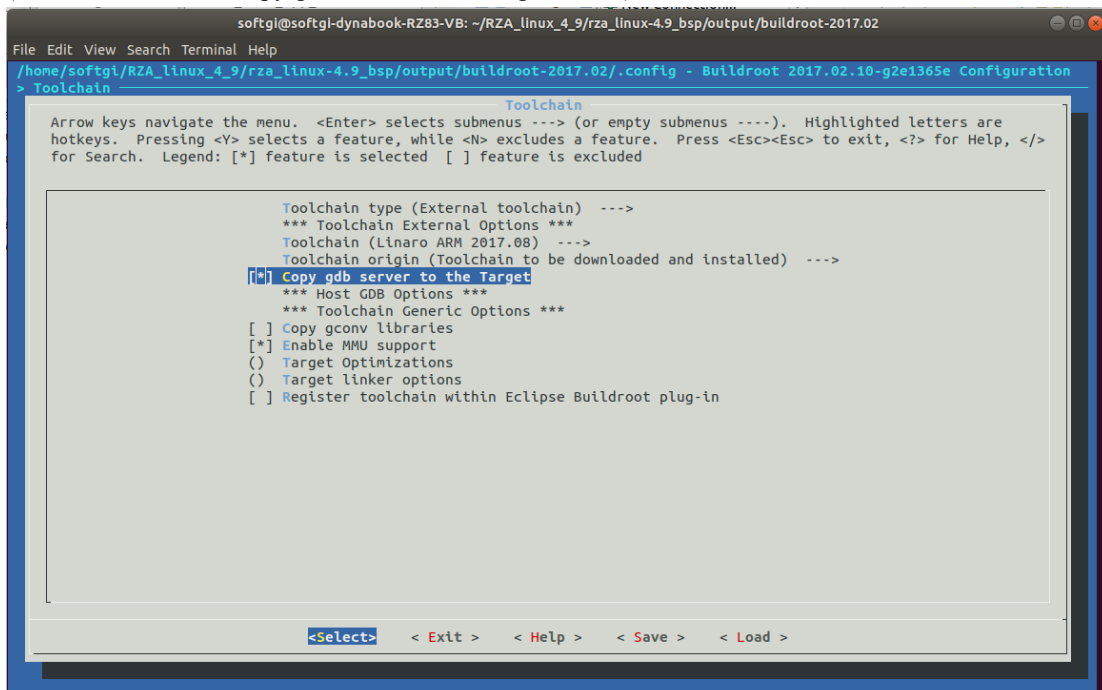 softgi@softgi-dynabook-RZ83-VB: ~/RZA_linux_4_9/rza_linux-4.9_bsp/output/buildroot-2017.02
File Edit View Search Terminal Help
/home/softgi/RZA_linux_4_9/rza_linux-4.9_bsp/output/buildroot-2017.02/.config - Buildroot 2017.02.10-g2e1365e Configuration
> Toolchain
Toolchain
Arrow keys navigate the menu. <Enter> selects submenus ---> (or empty submenus ----). Highlighted letters are
hotkeys. Pressing <Y> selects a feature, while <N> excludes a feature. Press <Esc><Esc> to exit, <?> for Help, </>
for Search. Legend: [*] feature is selected [ ] feature is excluded
Toolchain type (External toolchain) --->
*** Toolchain External Options ***
Toolchain (Linaro ARM 2017.08) --->
Toolchain origin (Toolchain to be downloaded and installed) --->
[*] Copy gdb server to the Target
*** Host GDB Options ***
*** Toolchain Generic Options ***
[ ] Copy gconv libraries
[*] Enable MMU support
() Target Optimizations
() Target linker options
[ ] Register toolchain within Eclipse Buildroot plug-in
<Select> < Exit > < Help > < Save > < Load >